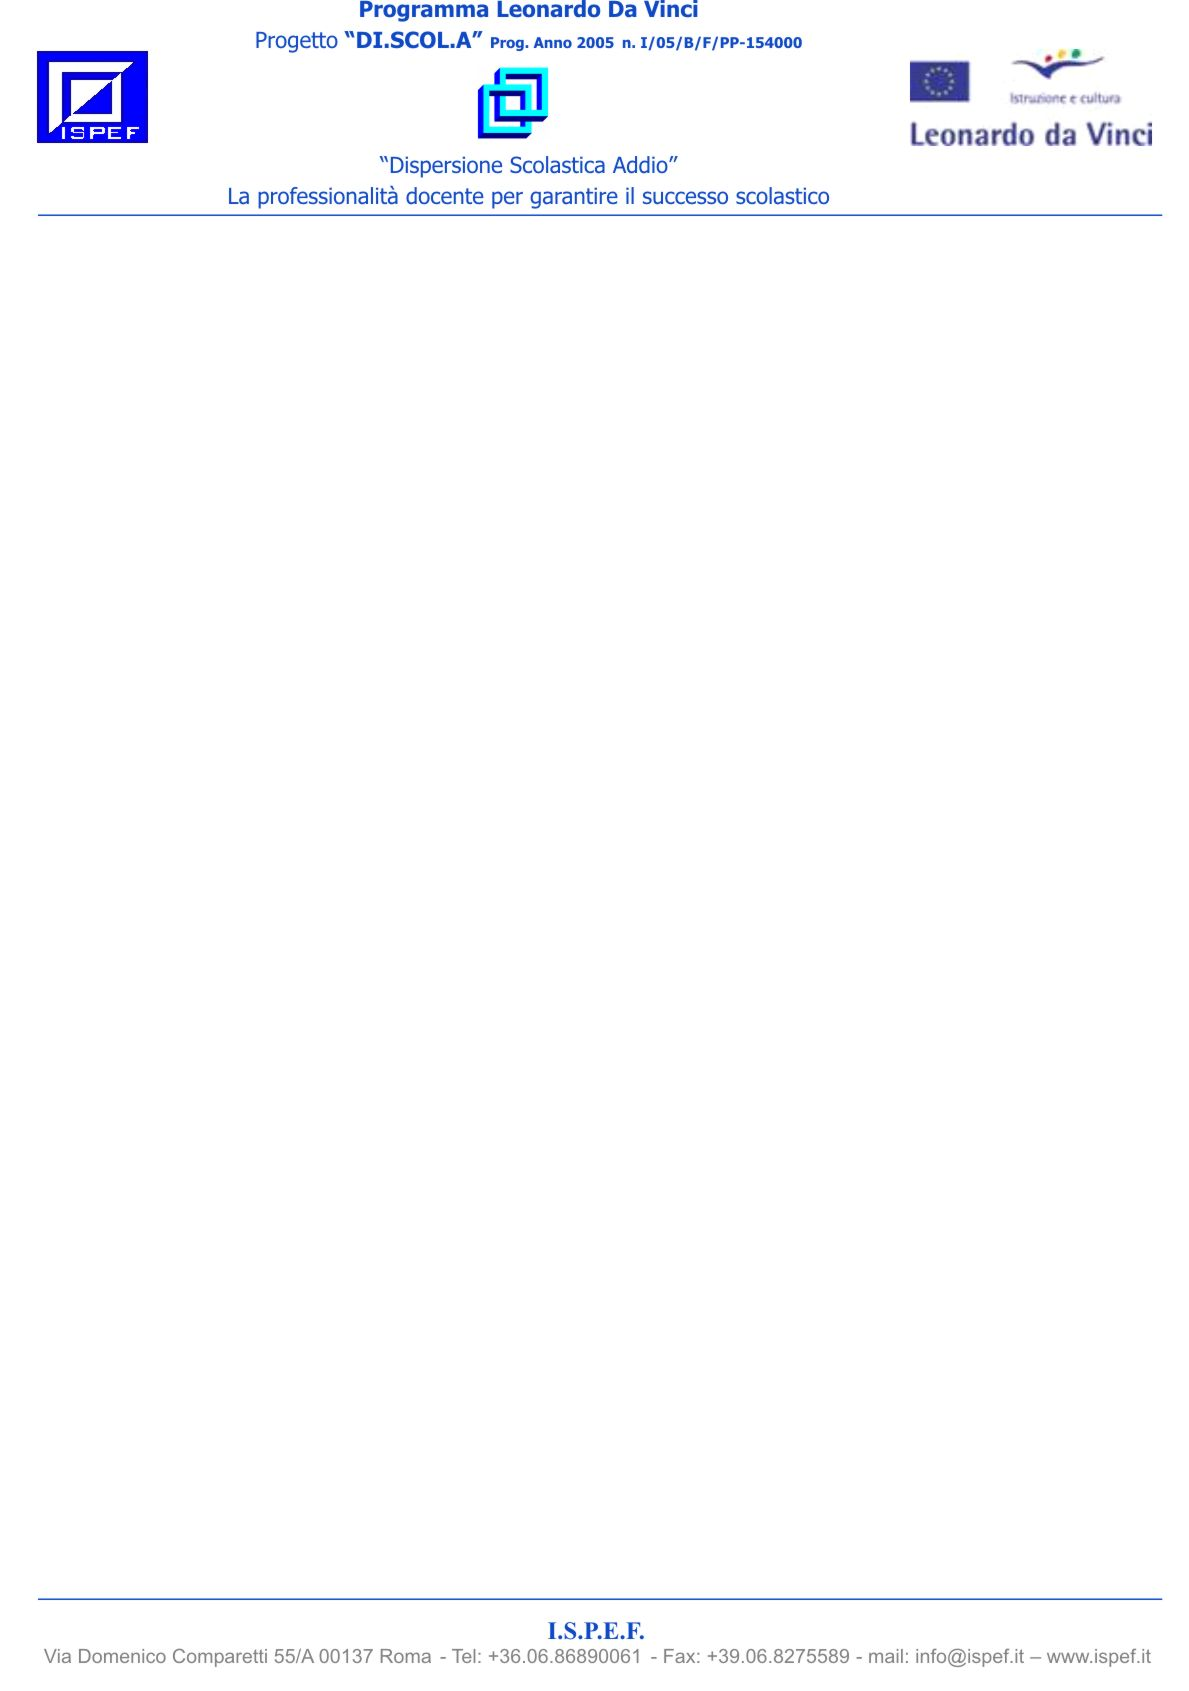 Programma Leonardo Da Vinci
Progetto “DI.SCOL.A” Prog. Anno 2005 n. I/05/B/F/PP-154000
ISPEF
Istruzione e cultura
Leonardo da Vinci
“Dispersione Scolastica Addio”
La professionalità docente per garantire il successo scolastico
I.S.P.E.F.
Via Domenico Comparetti 55/A 00137 Roma - Tel: +36.06.86890061 - Fax: +39.06.8275589 - mail: info@ispef.it – www.ispef.it